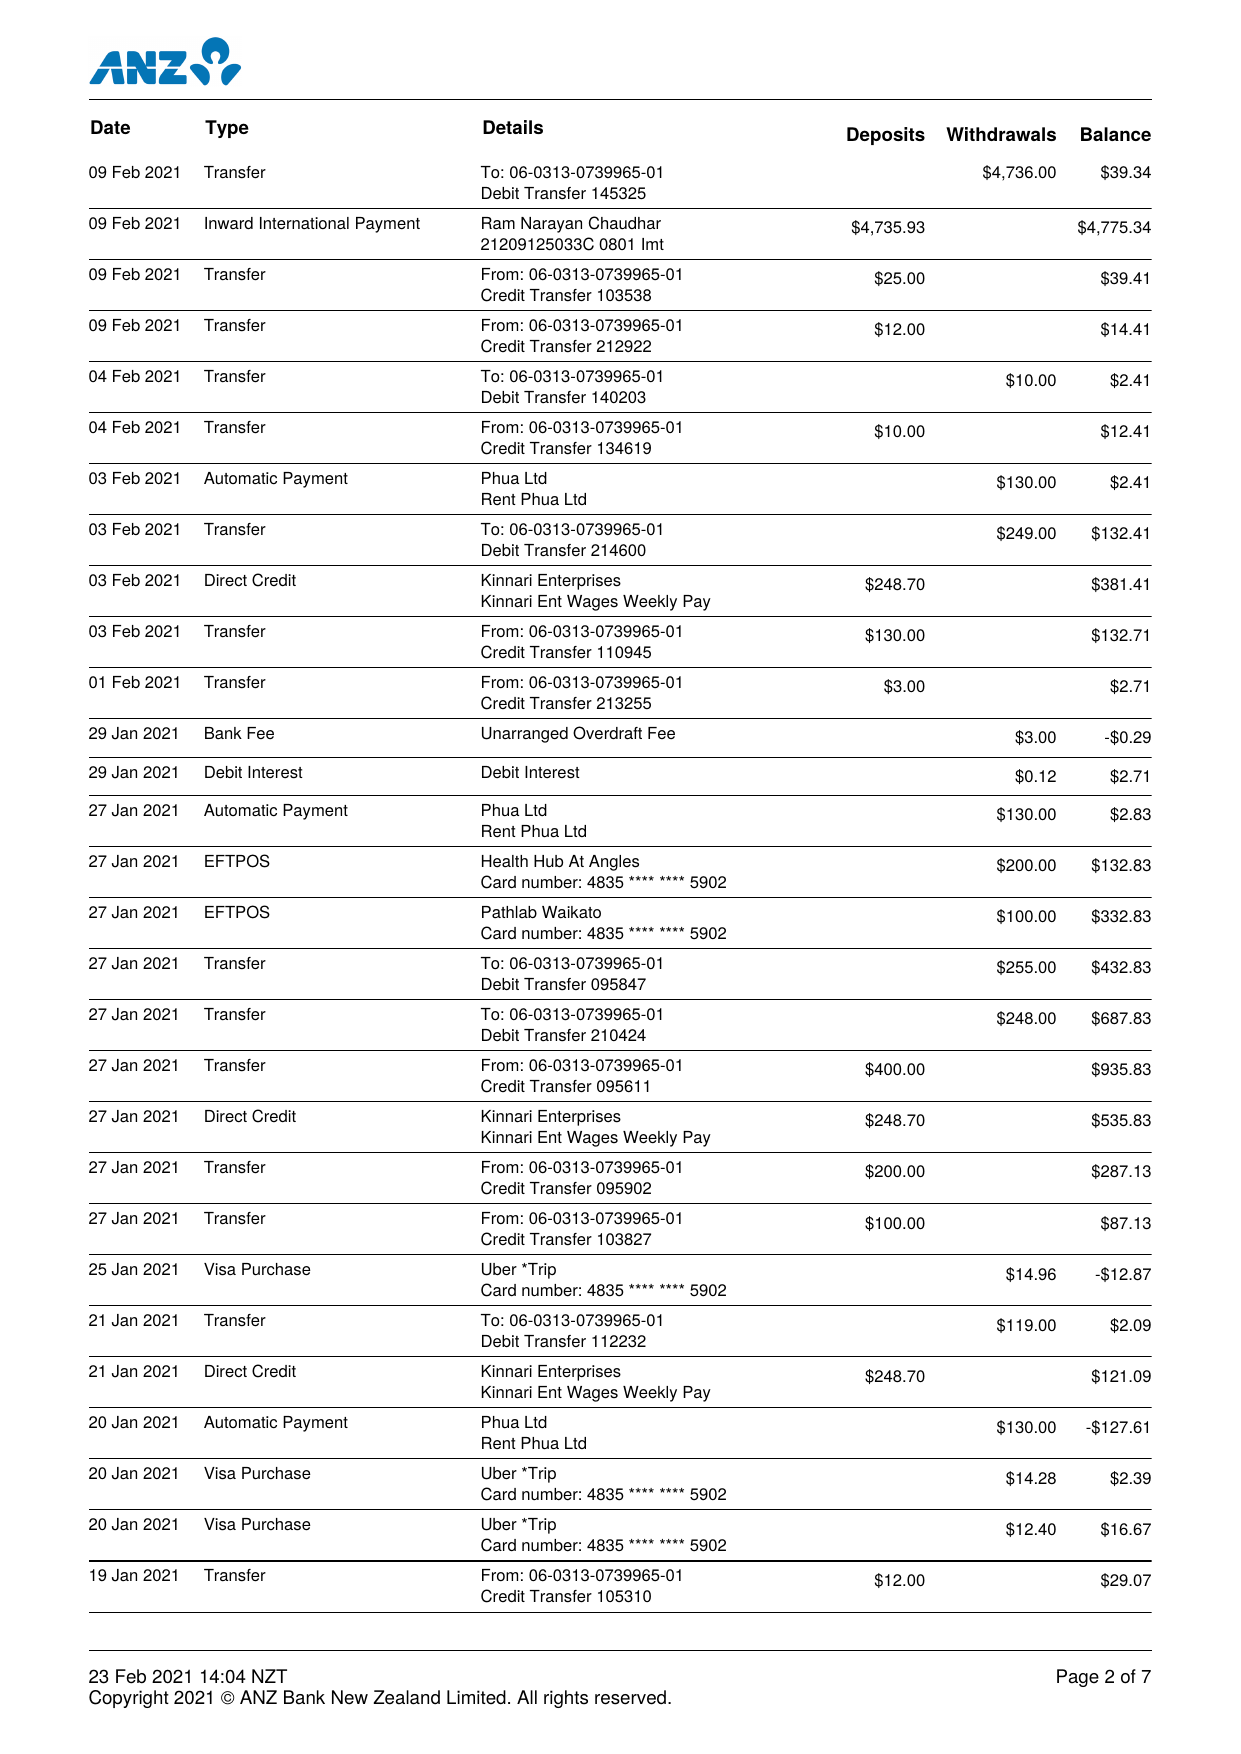 ANZ
Date Type Details Deposits Withdrawals Balance
09 Feb 2021 Transfer To: 06-0313-0739965-01 $4,736.00 $39.34
Debit Transfer 145325
09 Feb 2021 Inward International Payment Ram Narayan Chaudhar $4,735.93 $4,775.34
21209125033C 0801 Imt
09 Feb 2021 Transfer From: 06-0313-0739965-01 $25.00 $39.41
Credit Transfer 103538
09 Feb 2021 Transfer From: 06-0313-0739965-01 $12.00 $14.41
Credit Transfer 212922
04 Feb 2021 Transfer To: 06-0313-0739965-01 $10.00 $2.41
Debit Transfer 140203
04 Feb 2021 Transfer From: 06-0313-0739965-01 $10.00 $12.41
Credit Transfer 134619
03 Feb 2021 Automatic Payment Phua Ltd $130.00 $2.41
Rent Phua Ltd
03 Feb 2021 Transfer To: 06-0313-0739965-01 $249.00 $132.41
Debit Transfer 214600
03 Feb 2021 Direct Credit Kinnari Enterprises $248.70 $381.41
Kinnari Ent Wages Weekly Pay
03 Feb 2021 Transfer From: 06-0313-0739965-01 $130.00 $132.71
Credit Transfer 110945
01 Feb 2021 Transfer From: 06-0313-0739965-01 $3.00 $2.71
Credit Transfer 213255
29 Jan 2021 Bank Fee Unarranged Overdraft Fee $3.00 -$0.29
29 Jan 2021 Debit Interest Debit Interest $0.12 $2.71
27 Jan 2021 Automatic Payment Phua Ltd $130.00 $2.83
Rent Phua Ltd
27 Jan 2021 EFTPOS Health Hub At Angles $200.00 $132.83
Card number: 4835 **** **** 5902
27 Jan 2021 EFTPOS Pathlab Waikato $100.00 $332.83
Card number: 4835 **** **** 5902
27 Jan 2021 Transfer To: 06-0313-0739965-01 $255.00 $432.83
Debit Transfer 095847
27 Jan 2021 Transfer To: 06-0313-0739965-01 $248.00 $687.83
Debit Transfer 210424
27 Jan 2021 Transfer From: 06-0313-0739965-01 $400.00 $935.83
Credit Transfer 095611
27 Jan 2021 Direct Credit Kinnari Enterprises $248.70 $535.83
Kinnari Ent Wages Weekly Pay
27 Jan 2021 Transfer From: 06-0313-0739965-01 $200.00 $287.13
Credit Transfer 095902
27 Jan 2021 Transfer From: 06-0313-0739965-01 $100.00 $87.13
Credit Transfer 103827
25 Jan 2021 Visa Purchase Uber *Trip $14.96 -$12.87
Card number: 4835 **** **** 5902
21 Jan 2021 Transfer To: 06-0313-0739965-01 $119.00 $2.09
Debit Transfer 112232
21 Jan 2021 Direct Credit Kinnari Enterprises $248.70 $121.09
Kinnari Ent Wages Weekly Pay
20 Jan 2021 Automatic Payment Phua Ltd $130.00 -$127.61
Rent Phua Ltd
20 Jan 2021 Visa Purchase Uber *Trip $14.28 $2.39
Card number: 4835 **** **** 5902
20 Jan 2021 Visa Purchase Uber *Trip $12.40 $16.67
Card number: 4835 **** **** 5902
19 Jan 2021 Transfer From: 06-0313-0739965-01 $12.00 $29.07
Credit Transfer 105310
23 Feb 2021 14:04 NZT Page 2 of 7
Copyright 2021 © ANZ Bank New Zealand Limited. All rights reserved.